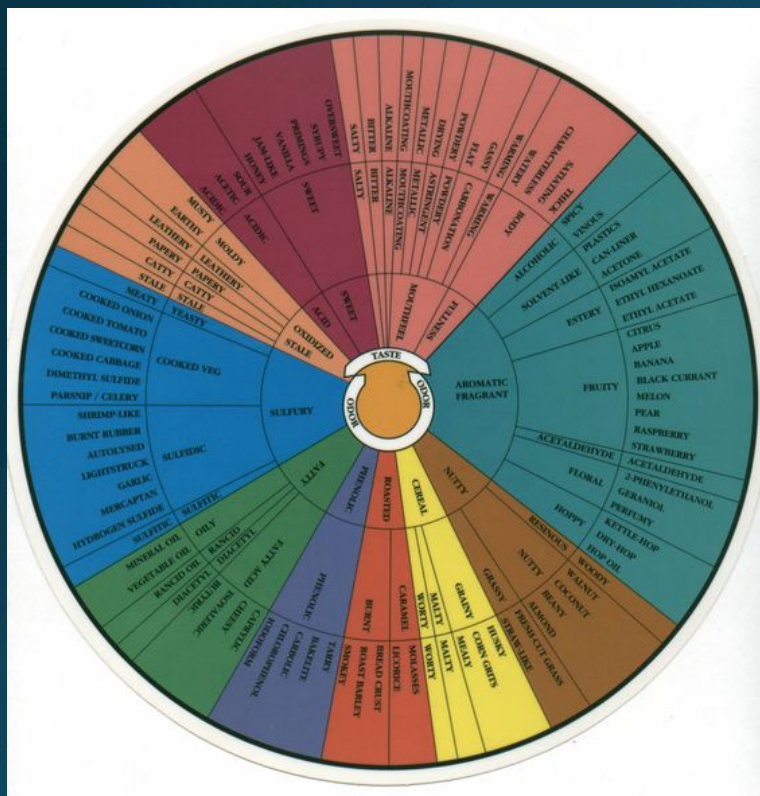 TASTE
ODOR
ODOR
FULLNESS
BODY
THICK
SATIATING
CHARACTERLESS
WATERY
WARMING
WARMING
MOUTHFEEL
CARBONATION
GASSY
FLAT
POWDERY
POWDERY
ASTRINGENT
DRYING
METALLIC
METALLIC
MOUTHCOATING
MOUTHCOATING
ALKALINE
ALKALINE
BITTER
BITTER
SALTY
SALTY
SWEET
SWEET
OVERSWEET
SYRUPY
PRIMINGS
VANILLA
JAM-LIKE
HONEY
ACID
ACIDIC
SOUR
ACETIC
ACIDIC
OXIDIZED
STALE
MOLDY
MUSTY
EARTHY
LEATHERY
LEATHERY
PAPERY
PAPERY
CATTY
CATTY
STALE
STALE
SULFURY
YEASTY
MEATY
COOKED VEG
COOKED ONION
COOKED TOMATO
COOKED SWEETCORN
COOKED CABBAGE
DIMETHYL SULFIDE
PARSNIP / CELERY
SULFIDIC
SHRIMP-LIKE
BURNT RUBBER
AUTOLYSED
LIGHTSTRUCK
GARLIC
MERCAPTAN
HYDROGEN SULFIDE
SULFITIC
SULFITIC
FATTY
OILY
MINERAL OIL
VEGETABLE OIL
RANCID
RANCID OIL
DIACETYL
DIACETYL
FATTY ACID
BUTYRIC
ISOVALERIC
CHEESY
CAPRYLIC
PHENOLIC
PHENOLIC
IODOFORM
CHLOROPHENOL
CARBOLIC
BAKELITE
TARRY
ROASTED
BURNT
SMOKEY
ROAST BARLEY
BREAD CRUST
CARAMEL
LICORICE
MOLASSES
CEREAL
WORTY
WORTY
MALTY
MALTY
GRAINY
MEALY
CORN GRITS
HUSKY
NUTTY
GRASSY
STRAW-LIKE
FRESH-CUT GRASS
NUTTY
ALMOND
BEANY
COCONUT
WALNUT
RESINOUS
WOODY
AROMATIC
FRAGRANT
HOPPY
HOP OIL
DRY-HOP
KETTLE-HOP
FLORAL
PERFUMY
GERANIOL
2-PHENYLETHANOL
ACETALDEHYDE
ACETALDEHYDE
FRUITY
STRAWBERRY
RASPBERRY
PEAR
MELON
BLACK CURRANT
BANANA
APPLE
CITRUS
ESTERY
ETHYL ACETATE
ETHYL HEXANOATE
ISOAMYL ACETATE
SOLVENT-LIKE
ACETONE
CAN-LINER
PLASTICS
ALCOHOLIC
VINOUS
SPICY